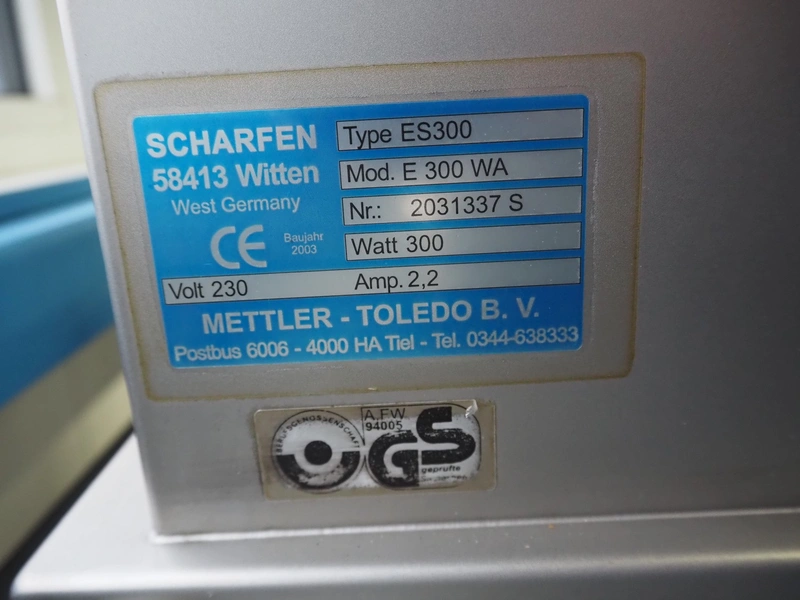 SCHARFEN
58413 Witten
West Germany
CE
Baujahr
2003
Type ES300
Mod. E 300 WA
Nr.: 2031337 S
Watt 300
Volt 230 Amp. 2,2
METTLER - TOLEDO B. V.
Postbus 6006 - 4000 HA Tiel - Tel. 0344-638333
BERUFSGENOSSENSCHAFT
A.F.W.
94005
GS
geprüfte